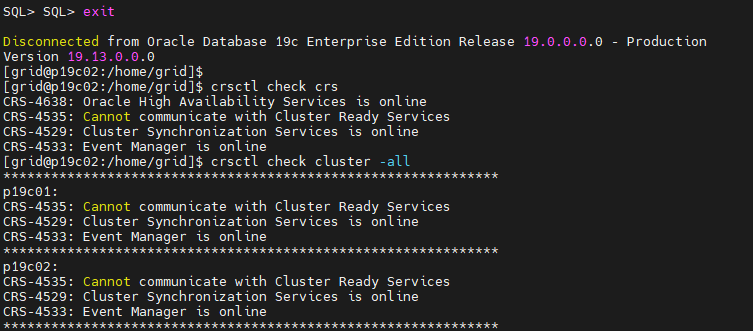 SQL> SQL> exit
Disconnected from Oracle Database 19c Enterprise Edition Release 19.0.0.0.0 - Production
Version 19.13.0.0.0
[grid@p19c02:/home/grid]$
[grid@p19c02:/home/grid]$ crsctl check crs
CRS-4638: Oracle High Availability Services is online
CRS-4535: Cannot communicate with Cluster Ready Services
CRS-4529: Cluster Synchronization Services is online
CRS-4533: Event Manager is online
[grid@p19c02:/home/grid]$ crsctl check cluster -all
**************************************************************
p19c01:
CRS-4535: Cannot communicate with Cluster Ready Services
CRS-4529: Cluster Synchronization Services is online
CRS-4533: Event Manager is online
**************************************************************
p19c02:
CRS-4535: Cannot communicate with Cluster Ready Services
CRS-4529: Cluster Synchronization Services is online
CRS-4533: Event Manager is online
**************************************************************